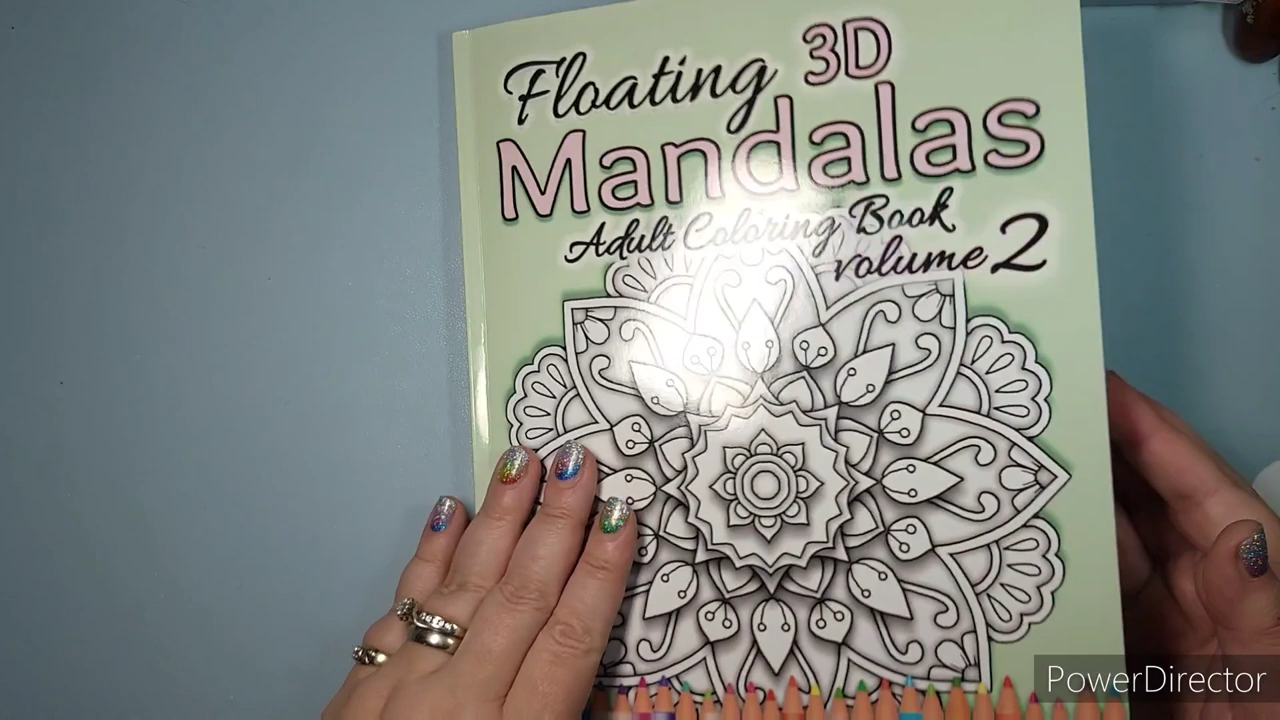 Floating 3D
Mandalas
Adult Coloring Book
volume 2
PowerDirector